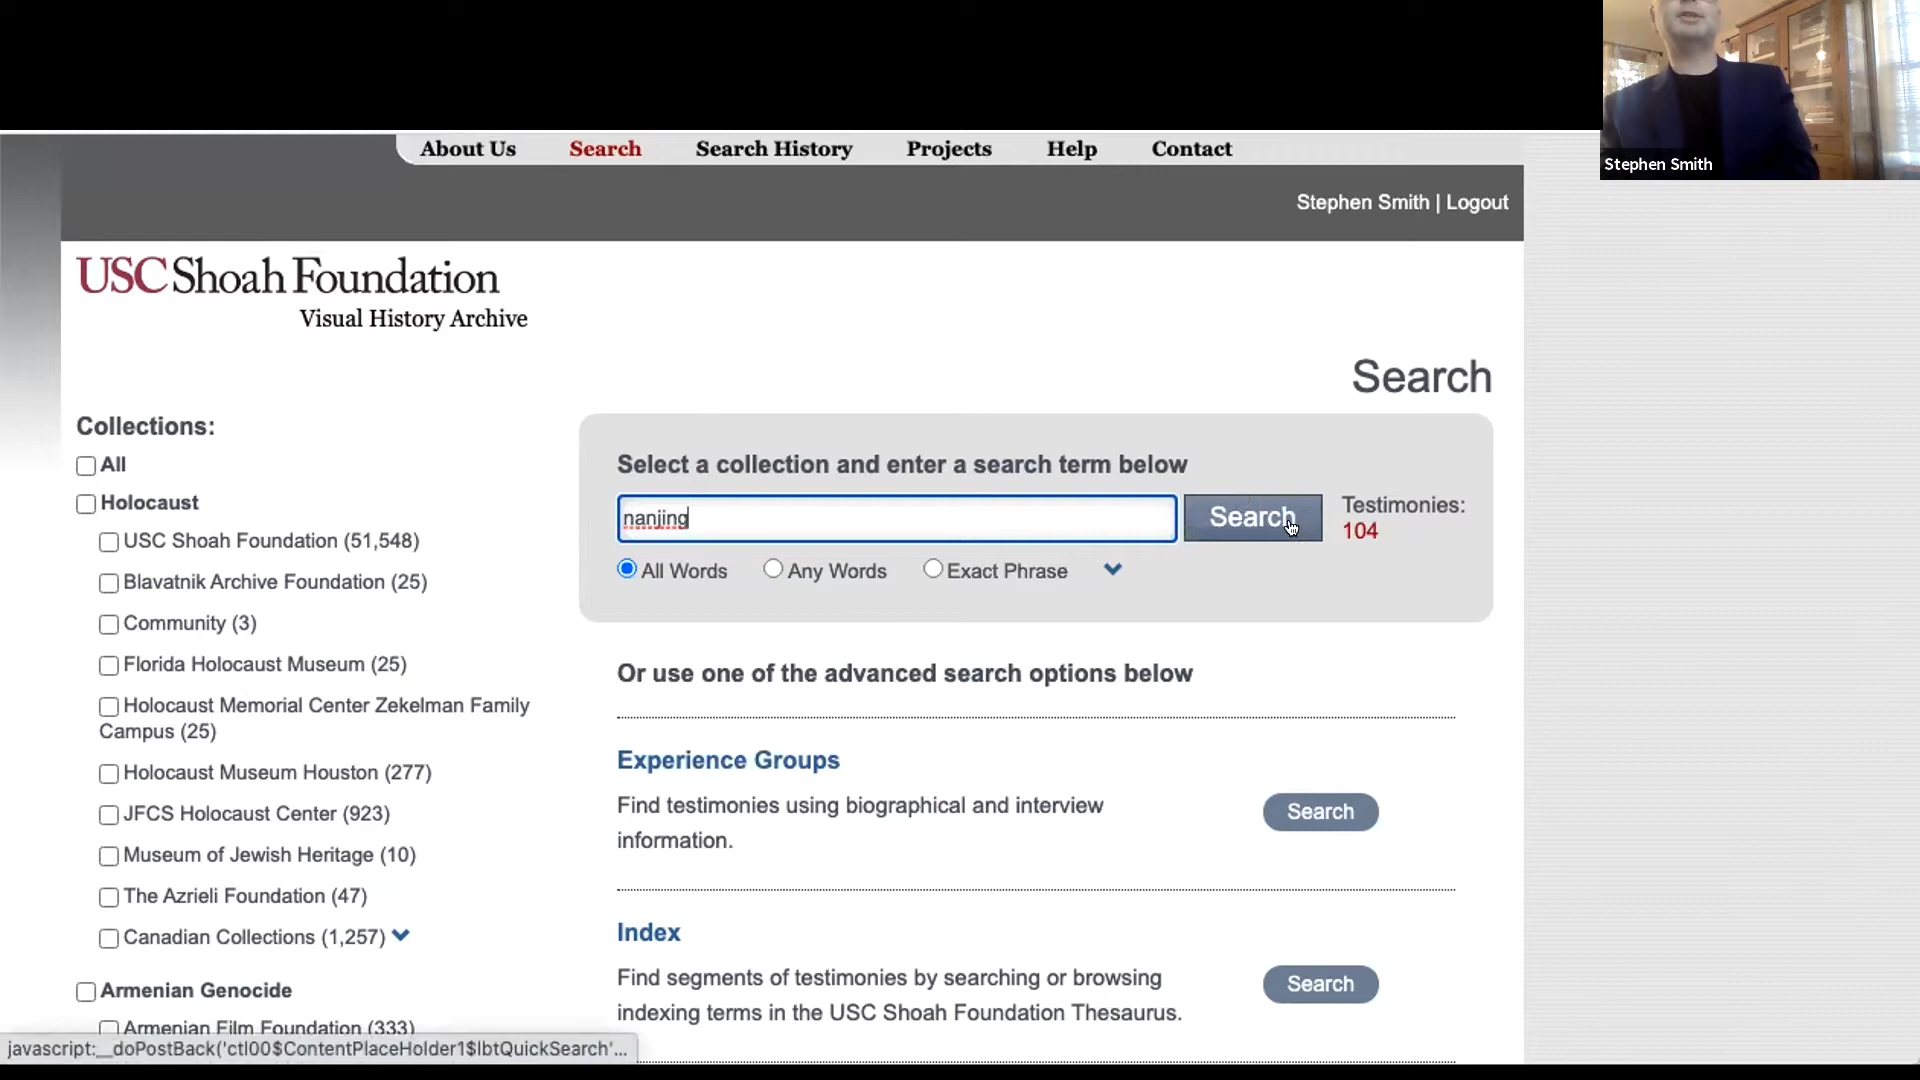 About Us Search Search History Projects Help Contact
Stephen Smith
Stephen Smith | Logout
USC Shoah Foundation
Visual History Archive
Search
Collections:
All
Holocaust
USC Shoah Foundation (51,548)
Blavatnik Archive Foundation (25)
Community (3)
Florida Holocaust Museum (25)
Holocaust Memorial Center Zekelman Family
Campus (25)
Holocaust Museum Houston (277)
JFCS Holocaust Center (923)
Museum of Jewish Heritage (10)
The Azrieli Foundation (47)
Canadian Collections (1,257)
Armenian Genocide
Armenian Film Foundation (333)
Select a collection and enter a search term below
nanjing
Search
Testimonies:
104
All Words Any Words Exact Phrase
Or use one of the advanced search options below
Experience Groups
Find testimonies using biographical and interview
information.
Search
Index
Find segments of testimonies by searching or browsing
indexing terms in the USC Shoah Foundation Thesaurus.
Search
javascript:__doPostBack('ctl00$ContentPlaceHolder1$lbtQuickSearch'...